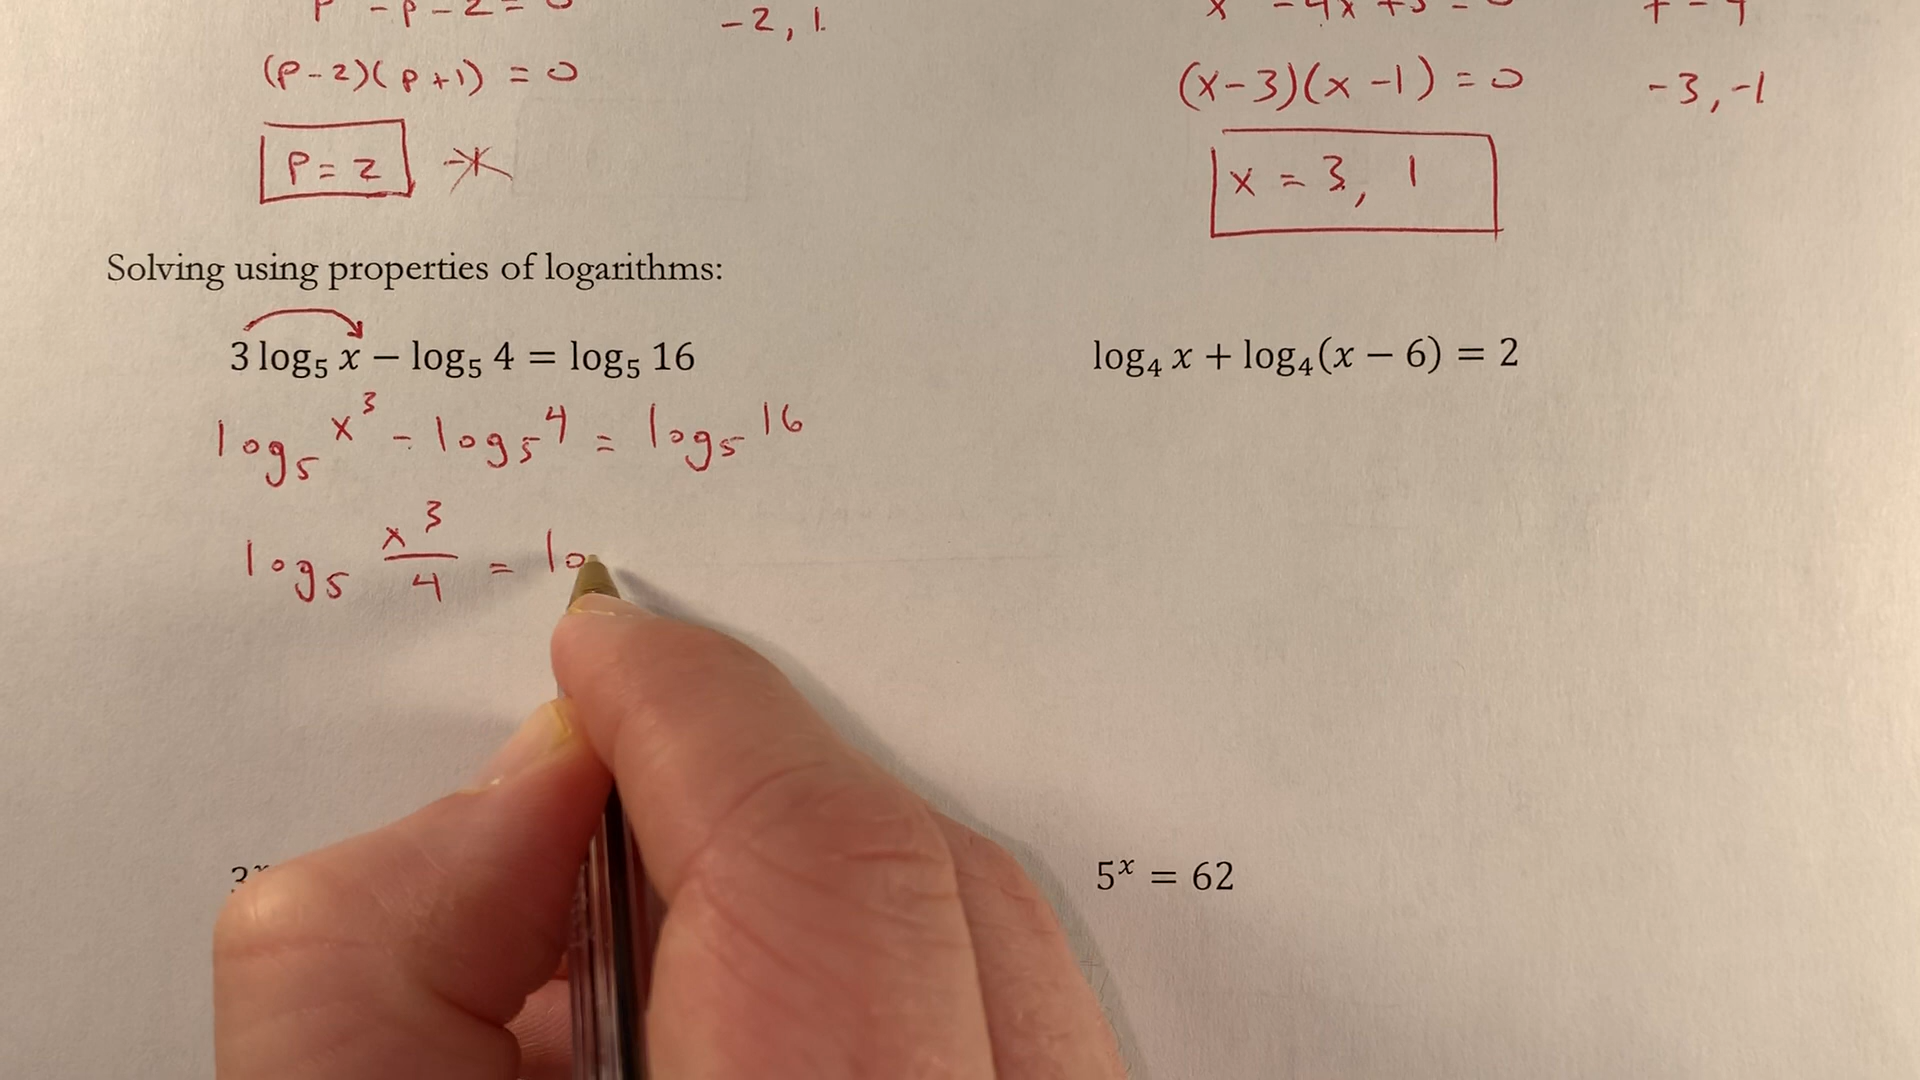 -2, 1
(p-2)(p+1) = 0
(x-3)(x-1) = 0
-3, -1
p = 2
x = 3, 1
Solving using properties of logarithms:
3 log₅ x − log₅ 4 = log₅ 16
log₄ x + log₄(x − 6) = 2
log₅ x³ - log₅ 4 = log₅ 16
log₅ x³/4 = lo
5ˣ = 62